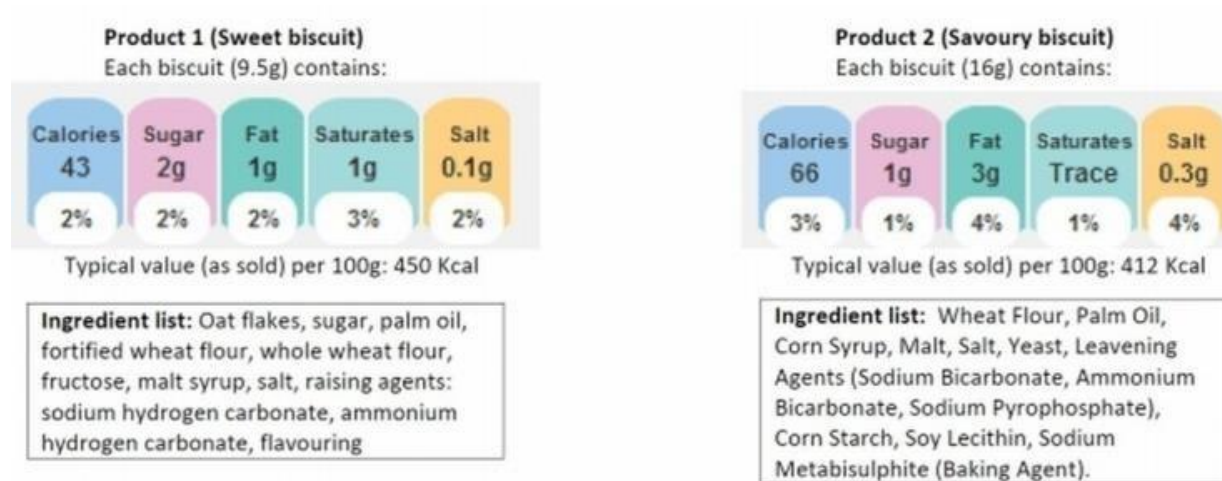 Product 1 (Sweet biscuit)
Each biscuit (9.5g) contains:
Calories Sugar Fat Saturates Salt
43 2g 1g 1g 0.1g
2% 2% 2% 3% 2%
Typical value (as sold) per 100g: 450 Kcal
Ingredient list: Oat flakes, sugar, palm oil,
fortified wheat flour, whole wheat flour,
fructose, malt syrup, salt, raising agents:
sodium hydrogen carbonate, ammonium
hydrogen carbonate, flavouring
Product 2 (Savoury biscuit)
Each biscuit (16g) contains:
Calories Sugar Fat Saturates Salt
66 1g 3g Trace 0.3g
3% 1% 4% 1% 4%
Typical value (as sold) per 100g: 412 Kcal
Ingredient list: Wheat Flour, Palm Oil,
Corn Syrup, Malt, Salt, Yeast, Leavening
Agents (Sodium Bicarbonate, Ammonium
Bicarbonate, Sodium Pyrophosphate),
Corn Starch, Soy Lecithin, Sodium
Metabisulphite (Baking Agent).